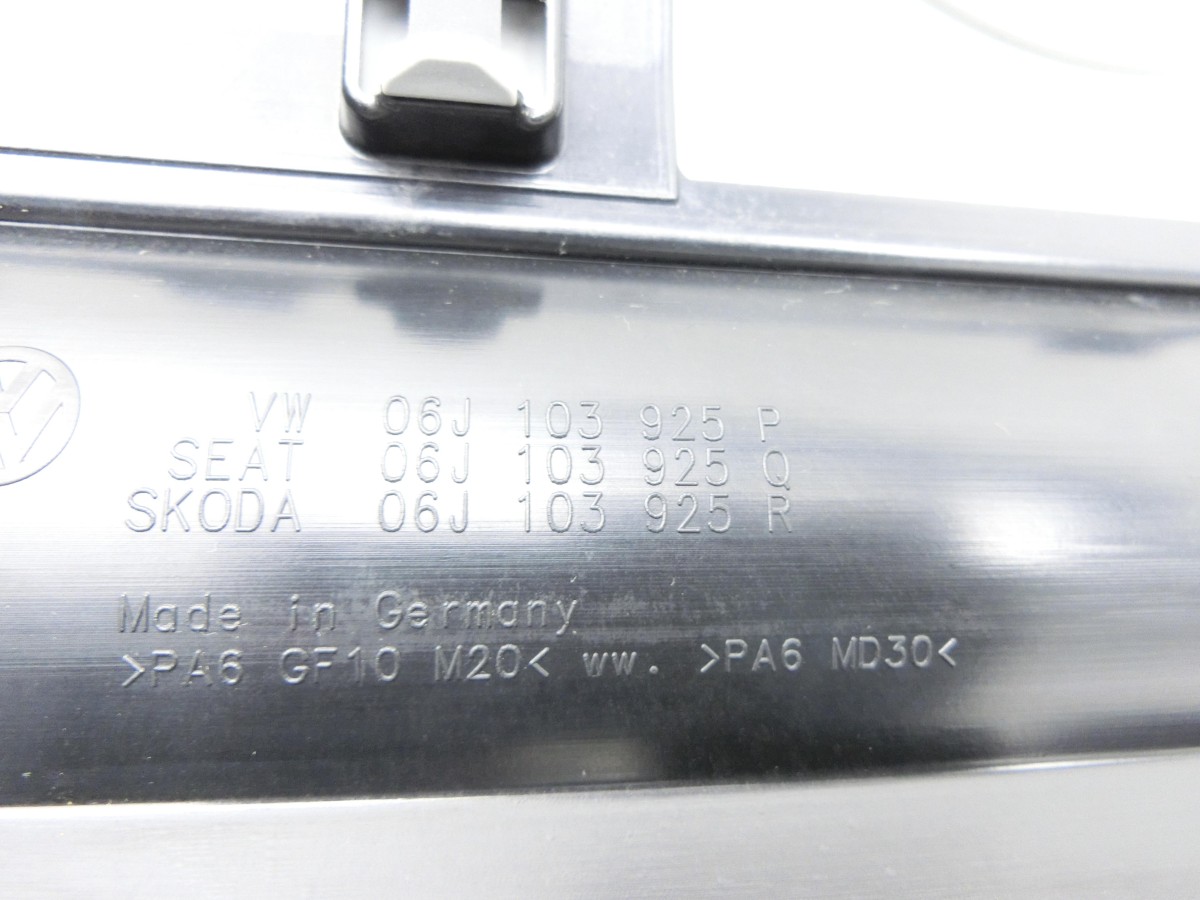 VW 06J 103 925 P
SEAT 06J 103 925 Q
SKODA 06J 103 925 R
Made in Germany
>PA6 GF10 M20< ww. >PA6 MD30<